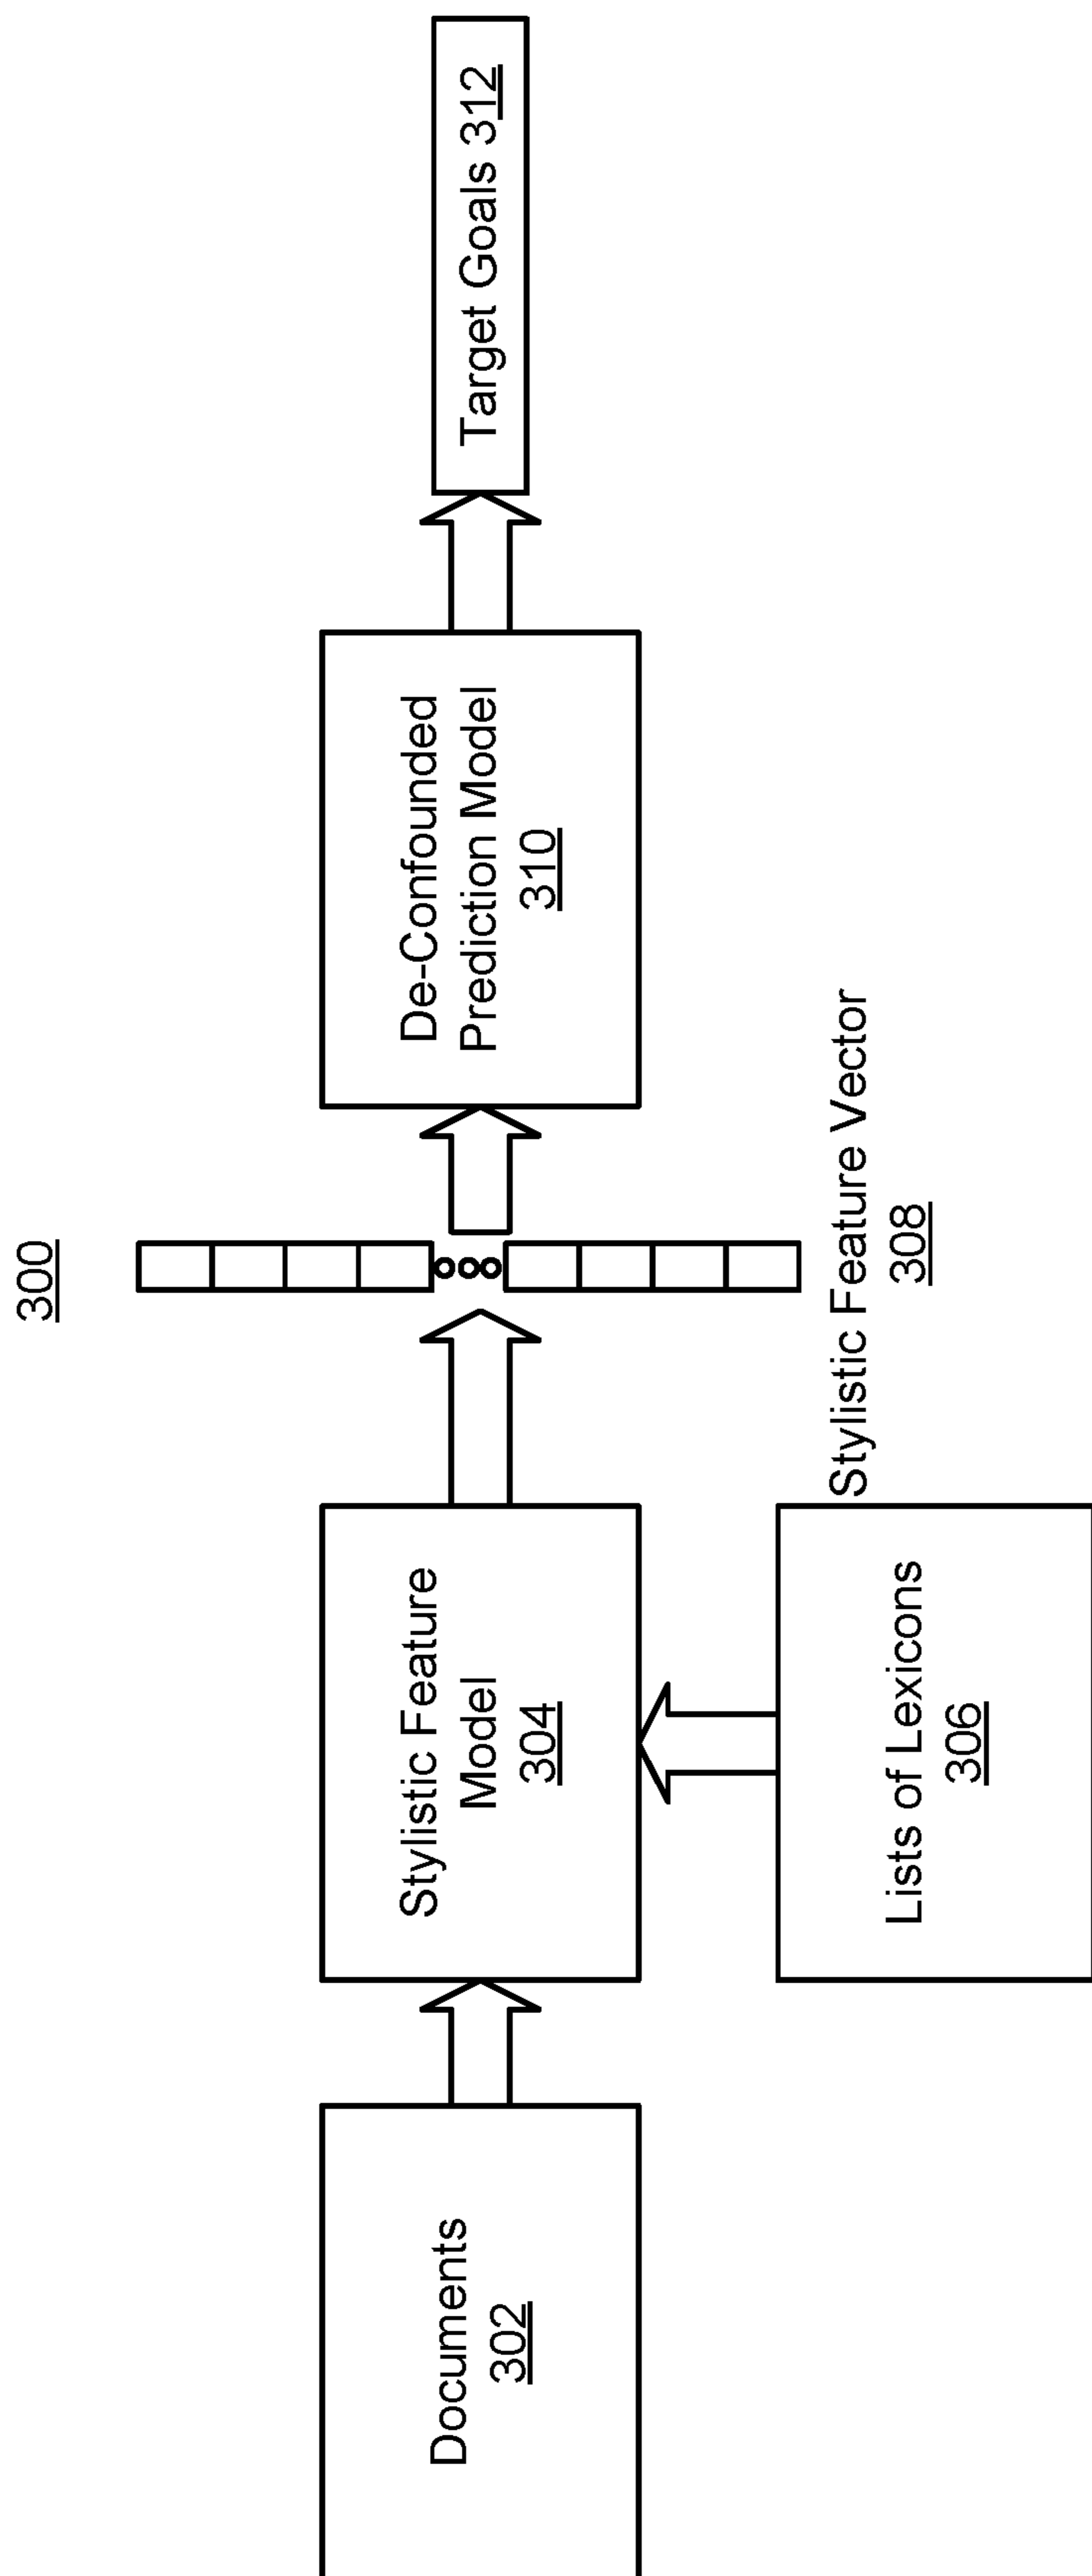 300
Documents
302
Stylistic Feature
Model
304
Lists of Lexicons
306
Stylistic Feature Vector
308
De-Confounded
Prediction Model
310
Target Goals 312